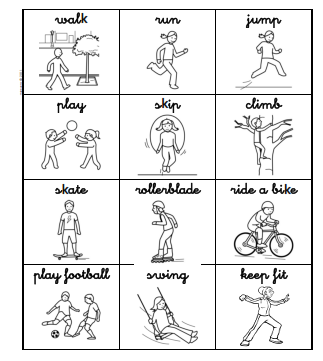 walk run jump
play skip climb
skate rollerblade ride a bike
play football swing keep fit